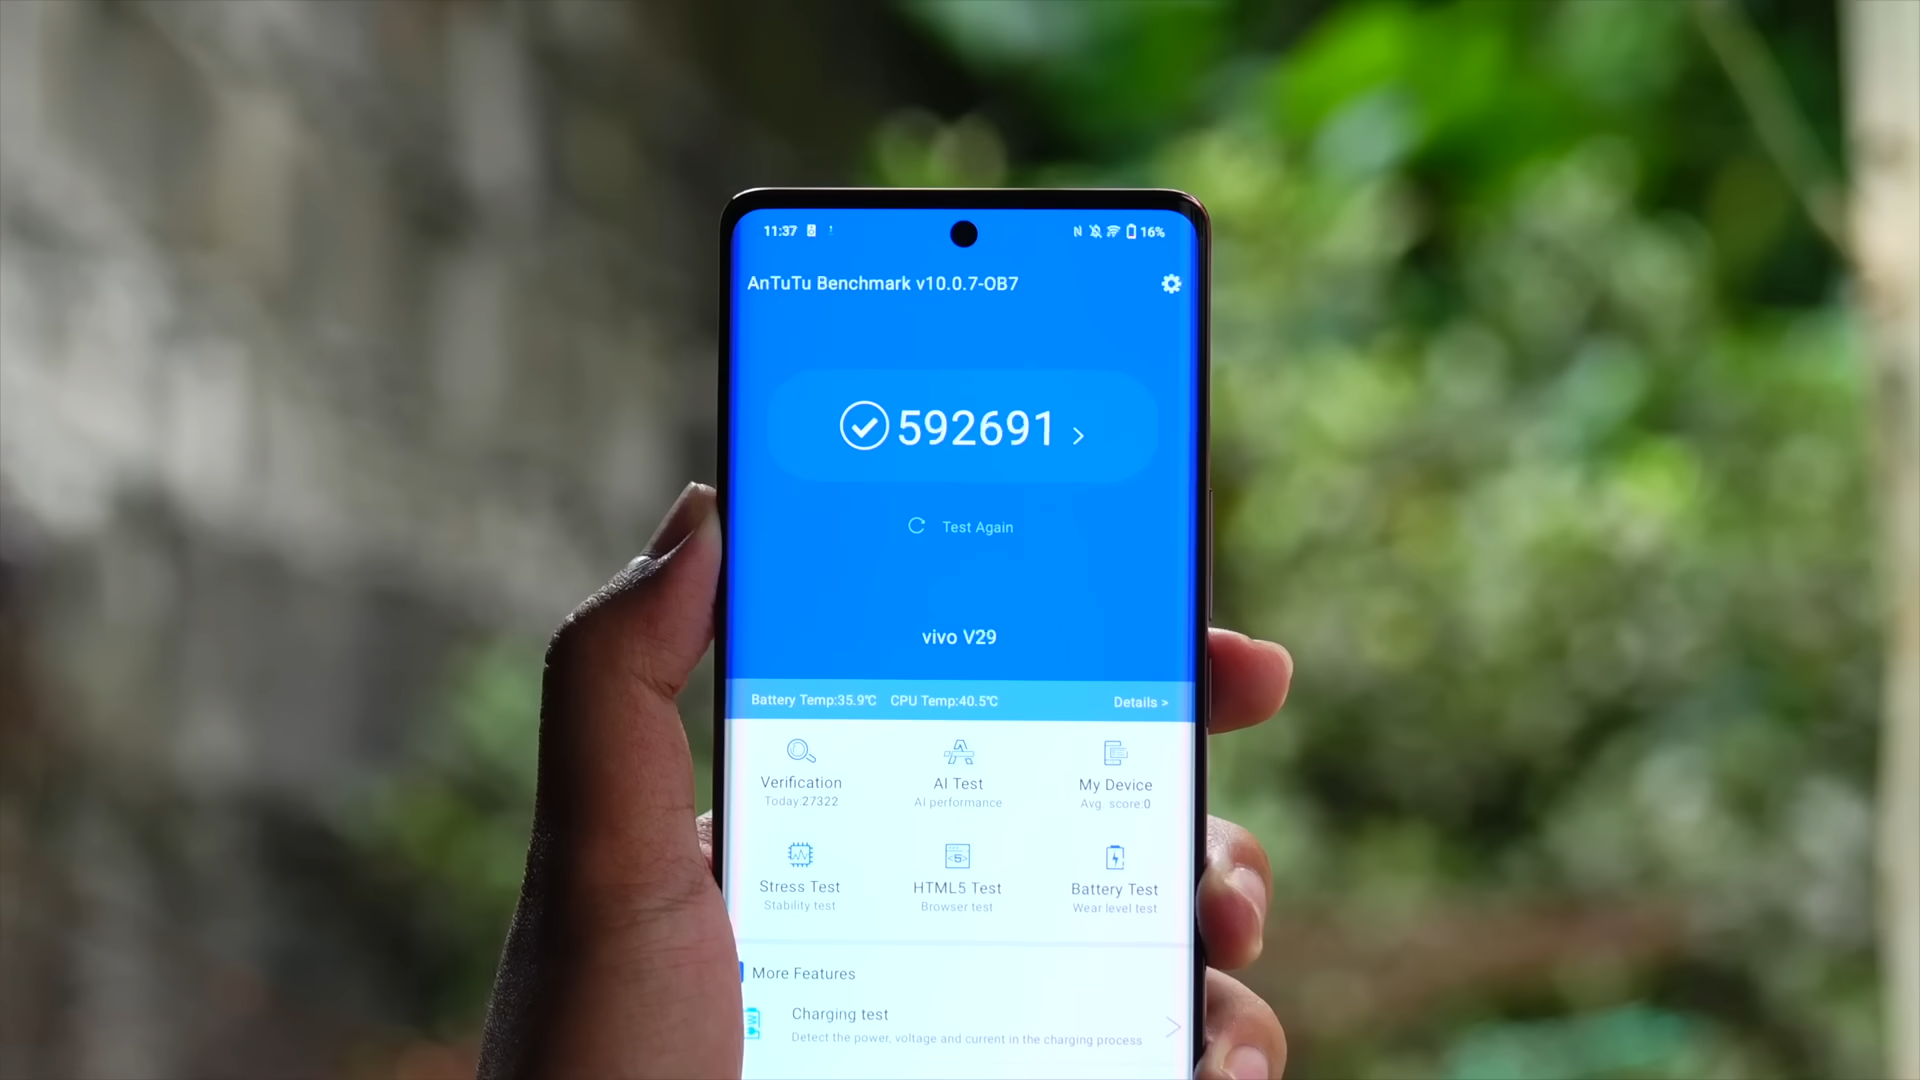 11:37 16%
AnTuTu Benchmark v10.0.7-OB7
592691
Test Again
vivo V29
Battery Temp:35.9℃ CPU Temp:40.5℃ Details >
Verification AI Test My Device
Today:27322 AI performance Avg. score:0
Stress Test HTML5 Test Battery Test
Stability test Browser test Wear level test
More Features
Charging test
Detect the power, voltage and current in the charging process